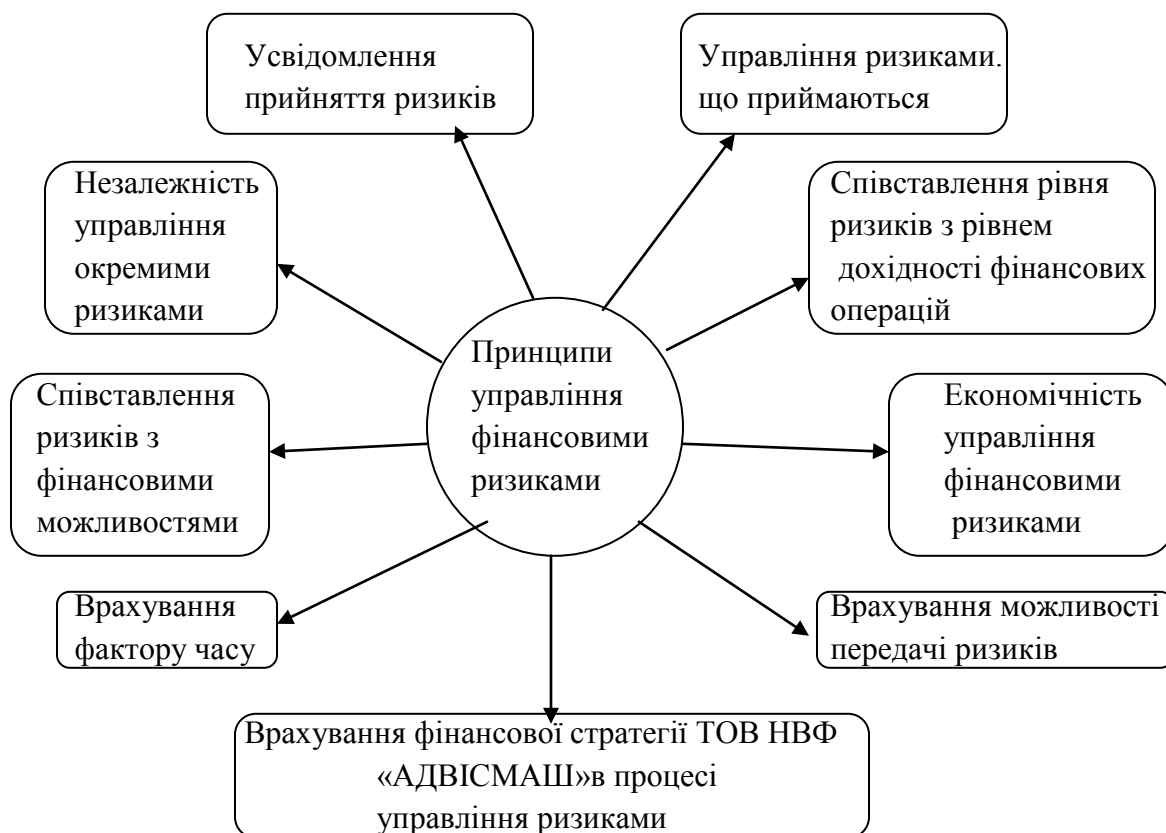 Усвідомлення
прийняття ризиків
Управління ризиками.
що приймаються
Незалежність
управління
окремими
ризиками
Співставлення рівня
ризиків з рівнем
дохідності фінансових
операцій
Принципи
управління
фінансовими
ризиками
Співставлення
ризиків з
фінансовими
можливостями
Економічність
управління
фінансовими
ризиками
Врахування
фактору часу
Врахування можливості
передачі ризиків
Врахування фінансової стратегії ТОВ НВФ
«АДВІСМАШ»в процесі
управління ризиками